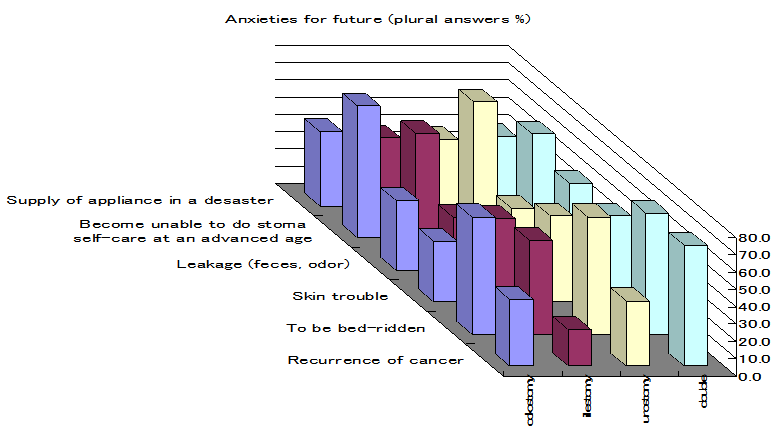 Anxieties for future (plural answers %)
Supply of appliance in a desaster
Become unable to do stoma
self-care at an advanced age
Leakage (feces, odor)
Skin trouble
To be bed-ridden
Recurrence of cancer
80.0
70.0
60.0
50.0
40.0
30.0
20.0
10.0
0.0
colostomy
ileostomy
urostomy
double